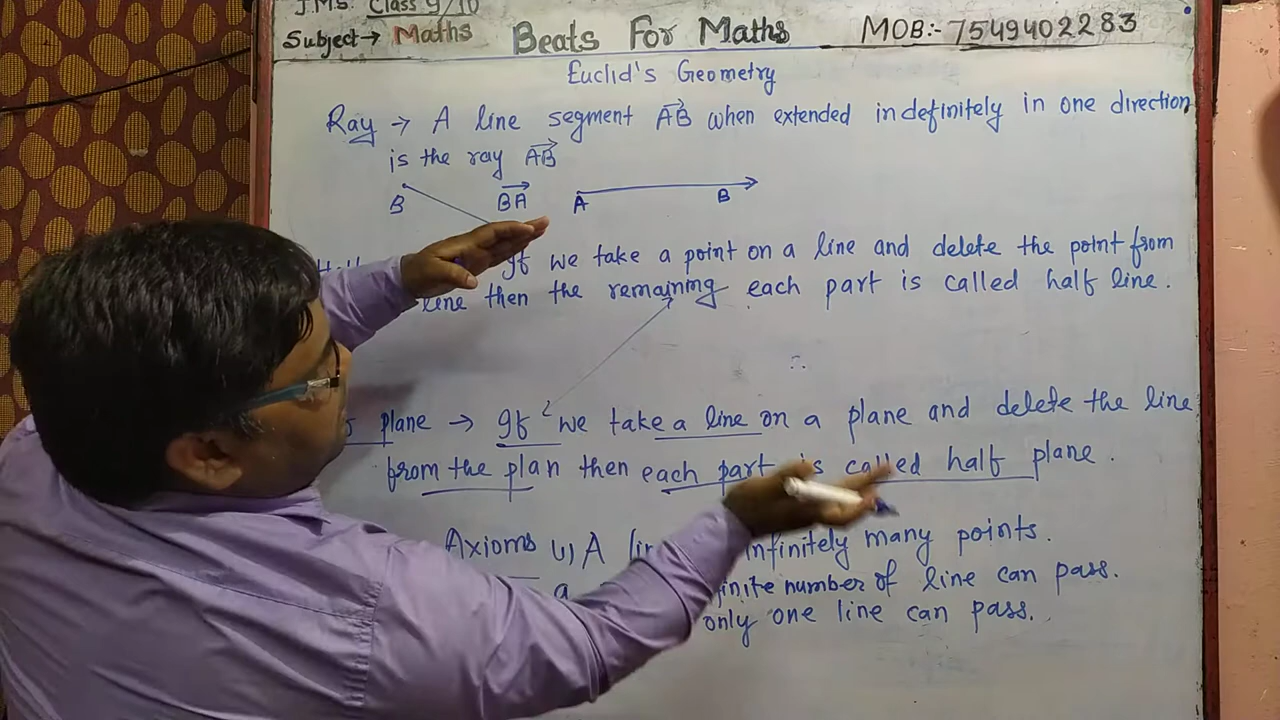 J.M.S. Class 9/10
Subject→ Maths Beats For Maths MOB:- 7549402283
Euclid's Geometry
Ray → A line segment AB when extended indefinitely in one direction
is the ray AB
B BA A B
If we take a point on a line and delete the point from
line then the remaining each part is called half line.
plane → If we take a line on a plane and delete the line
from the plan then each part is called half plane.
Axioms (i) A infinitely many points.
number of line can pass.
only one line can pass.